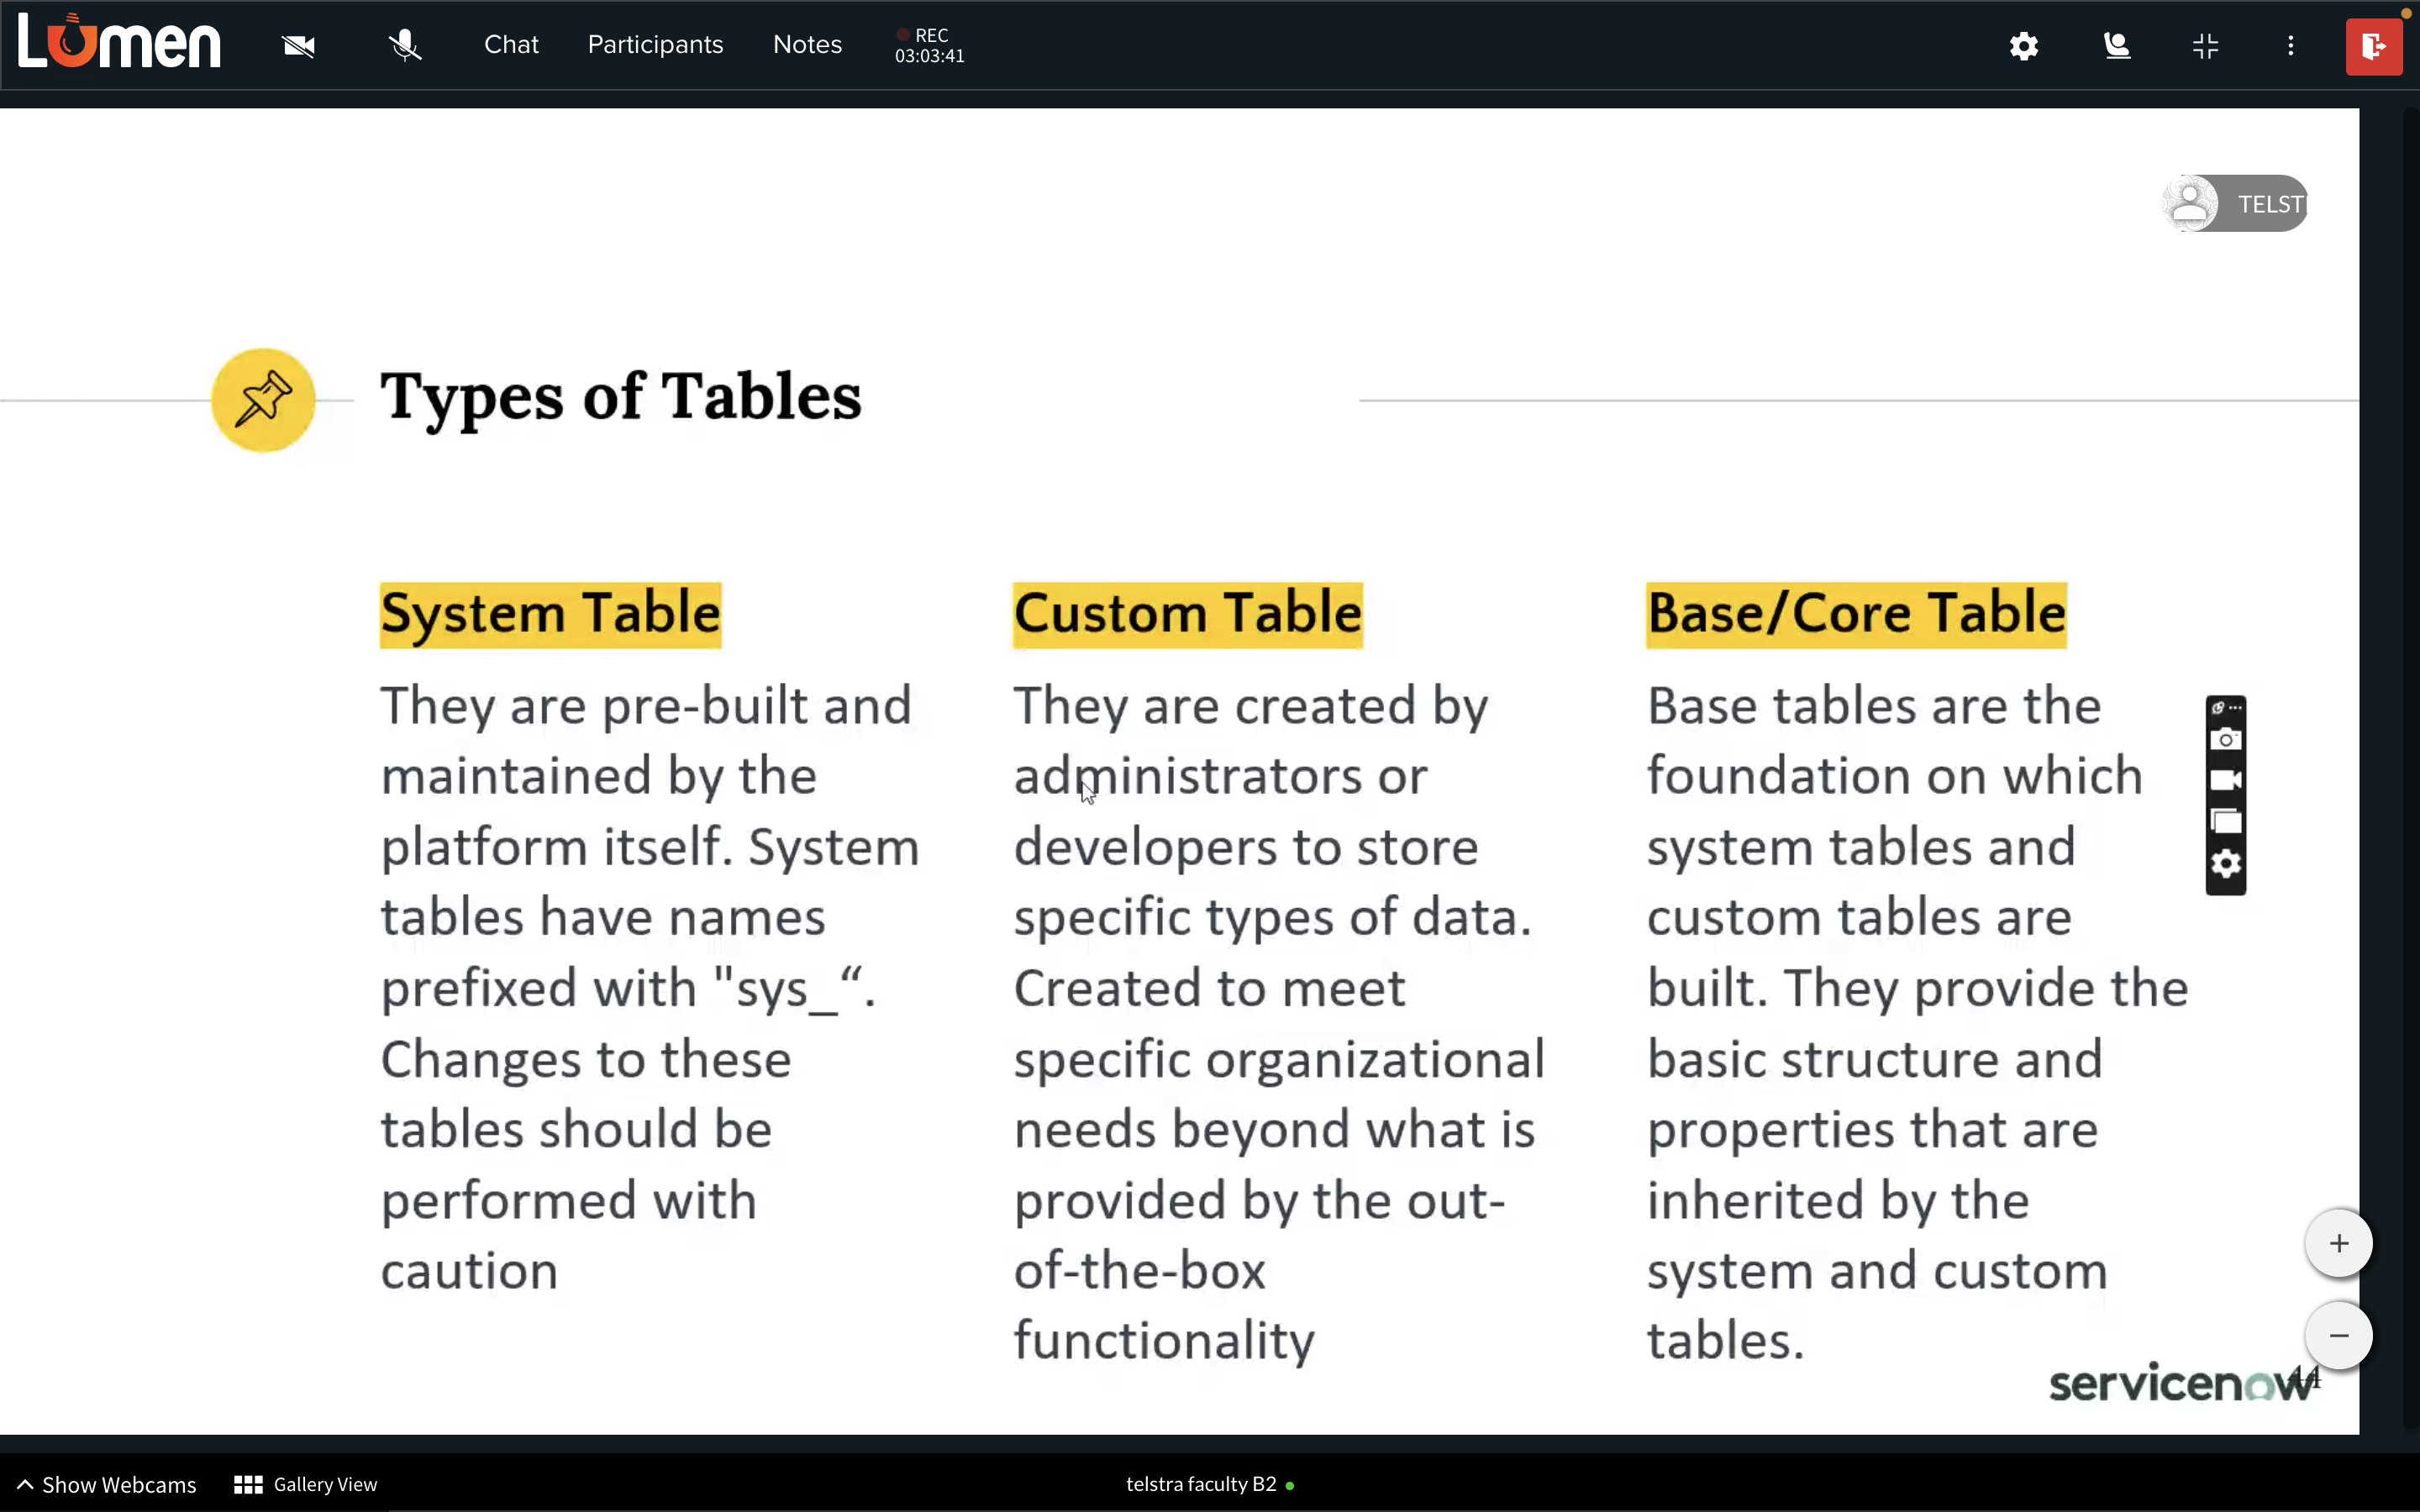 Lumen
Chat
Participants
Notes
REC
03:03:41
TELST
Types of Tables
System Table
They are pre-built and
maintained by the
platform itself. System
tables have names
prefixed with "sys_“.
Changes to these
tables should be
performed with
caution
Custom Table
They are created by
administrators or
developers to store
specific types of data.
Created to meet
specific organizational
needs beyond what is
provided by the out-
of-the-box
functionality
Base/Core Table
Base tables are the
foundation on which
system tables and
custom tables are
built. They provide the
basic structure and
properties that are
inherited by the
system and custom
tables.
servicenow
44
Show Webcams
Gallery View
telstra faculty B2